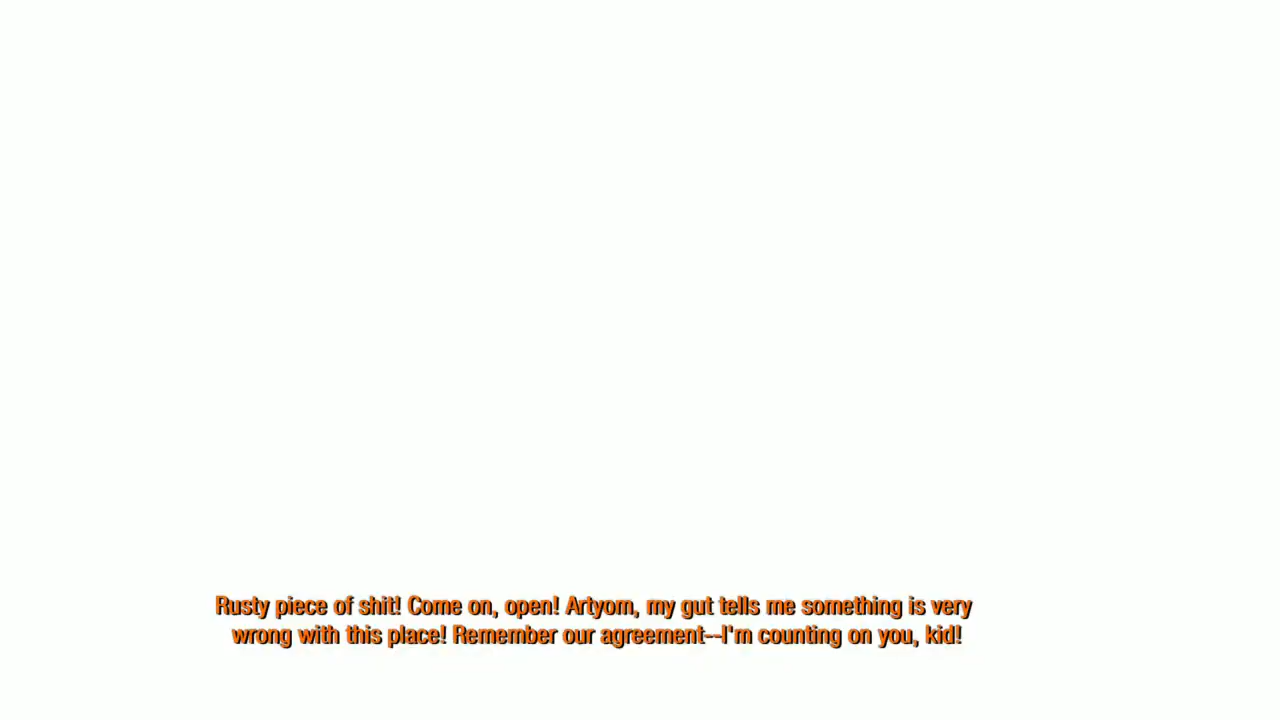 Rusty piece of shit! Come on, open! Artyom, my gut tells me something is very
wrong with this place! Remember our agreement--I'm counting on you, kid!